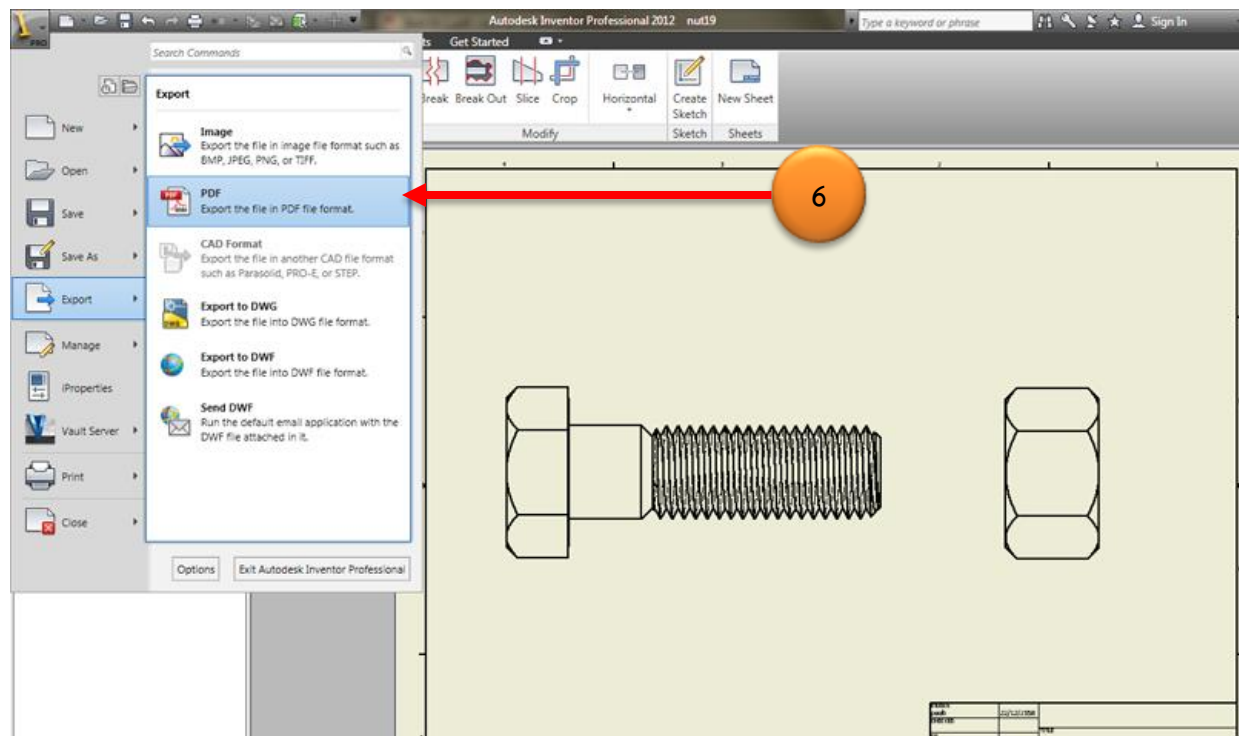 Autodesk Inventor Professional 2012 nut19
Type a keyword or phrase
Sign In
PRO
Search Commands
ts Get Started
Export
New
Open
Save
Save As
Export
Manage
iProperties
Vault Server
Print
Close
Image
Export the file in image file format such as
BMP, JPEG, PNG, or TIFF.
PDF
Export the file in PDF file format.
CAD Format
Export the file in another CAD file format
such as Parasolid, PRO-E, or STEP.
Export to DWG
Export the file into DWG file format.
Export to DWF
Export the file into DWF file format.
Send DWF
Run the default email application with the
DWF file attached in it.
Options
Exit Autodesk Inventor Professional
Break Break Out Slice Crop
Horizontal
Create
Sketch
New Sheet
Modify
Sketch
Sheets
6
TITLE